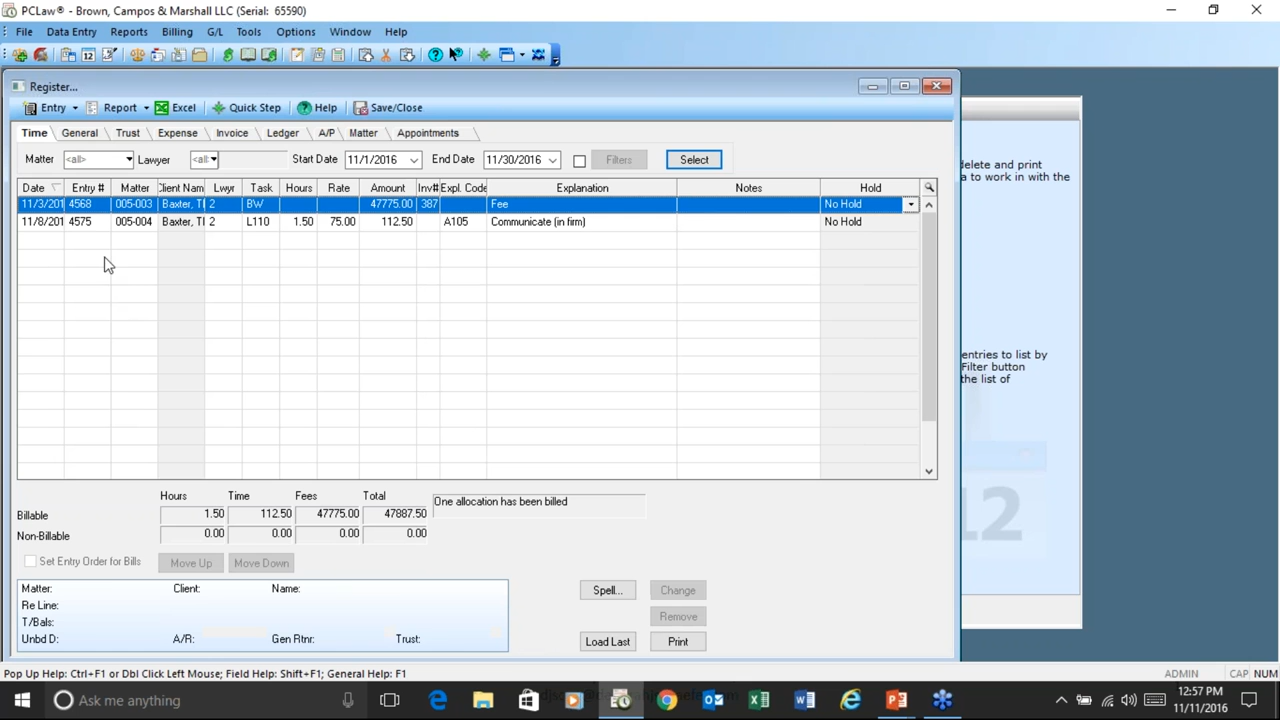 PCLaw® - Brown, Campos & Marshall LLC (Serial: 65590)
File Data Entry Reports Billing G/L Tools Options Window Help
12
Register...
Entry Report Excel Quick Step Help Save/Close
Time General Trust Expense Invoice Ledger A/P Matter Appointments
Matter <all> Lawyer <all Start Date 11/1/2016 End Date 11/30/2016 Filters Select
Date Entry # Matter Client Nam Lwyr Task Hours Rate Amount Inv# Expl. Code Explanation Notes Hold
11/3/201 4568 005-003 Baxter, TI 2 BW 47775.00 387 Fee No Hold
11/8/201 4575 005-004 Baxter, TI 2 L110 1.50 75.00 112.50 A105 Communicate (in firm) No Hold
delete and print
a to work in with the
entries to list by
Filter button
the list of
12
Hours Time Fees Total
One allocation has been billed
Billable 1.50 112.50 47775.00 47887.50
Non-Billable 0.00 0.00 0.00 0.00
Set Entry Order for Bills Move Up Move Down
Matter: Client: Name:
Re Line:
T/Bals:
Unbd D: A/R: Gen Rtnr: Trust:
Spell... Change
Remove
Load Last Print
Pop Up Help: Ctrl+F1 or Dbl Click Left Mouse; Field Help: Shift+F1; General Help: F1 ADMIN CAP NUM
Ask me anything
12:57 PM
11/11/2016